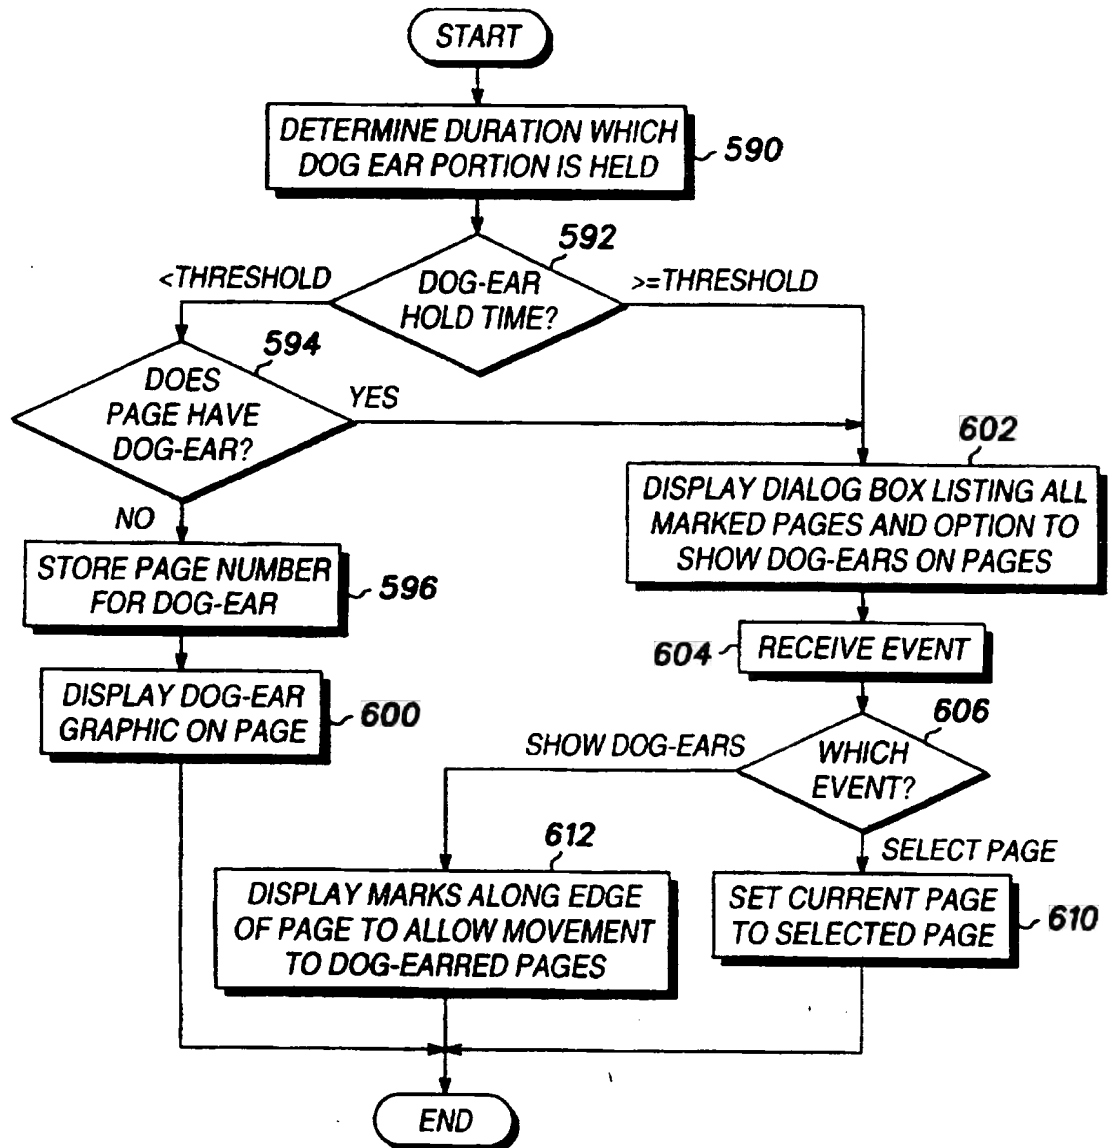 START
DETERMINE DURATION WHICH
DOG EAR PORTION IS HELD
590
592
<THRESHOLD
DOG-EAR
HOLD TIME?
>=THRESHOLD
594
DOES
PAGE HAVE
DOG-EAR?
YES
NO
602
DISPLAY DIALOG BOX LISTING ALL
MARKED PAGES AND OPTION TO
SHOW DOG-EARS ON PAGES
STORE PAGE NUMBER
FOR DOG-EAR
596
604
RECEIVE EVENT
DISPLAY DOG-EAR
GRAPHIC ON PAGE
600
606
SHOW DOG-EARS
WHICH
EVENT?
SELECT PAGE
612
DISPLAY MARKS ALONG EDGE
OF PAGE TO ALLOW MOVEMENT
TO DOG-EARRED PAGES
SET CURRENT PAGE
TO SELECTED PAGE
610
END